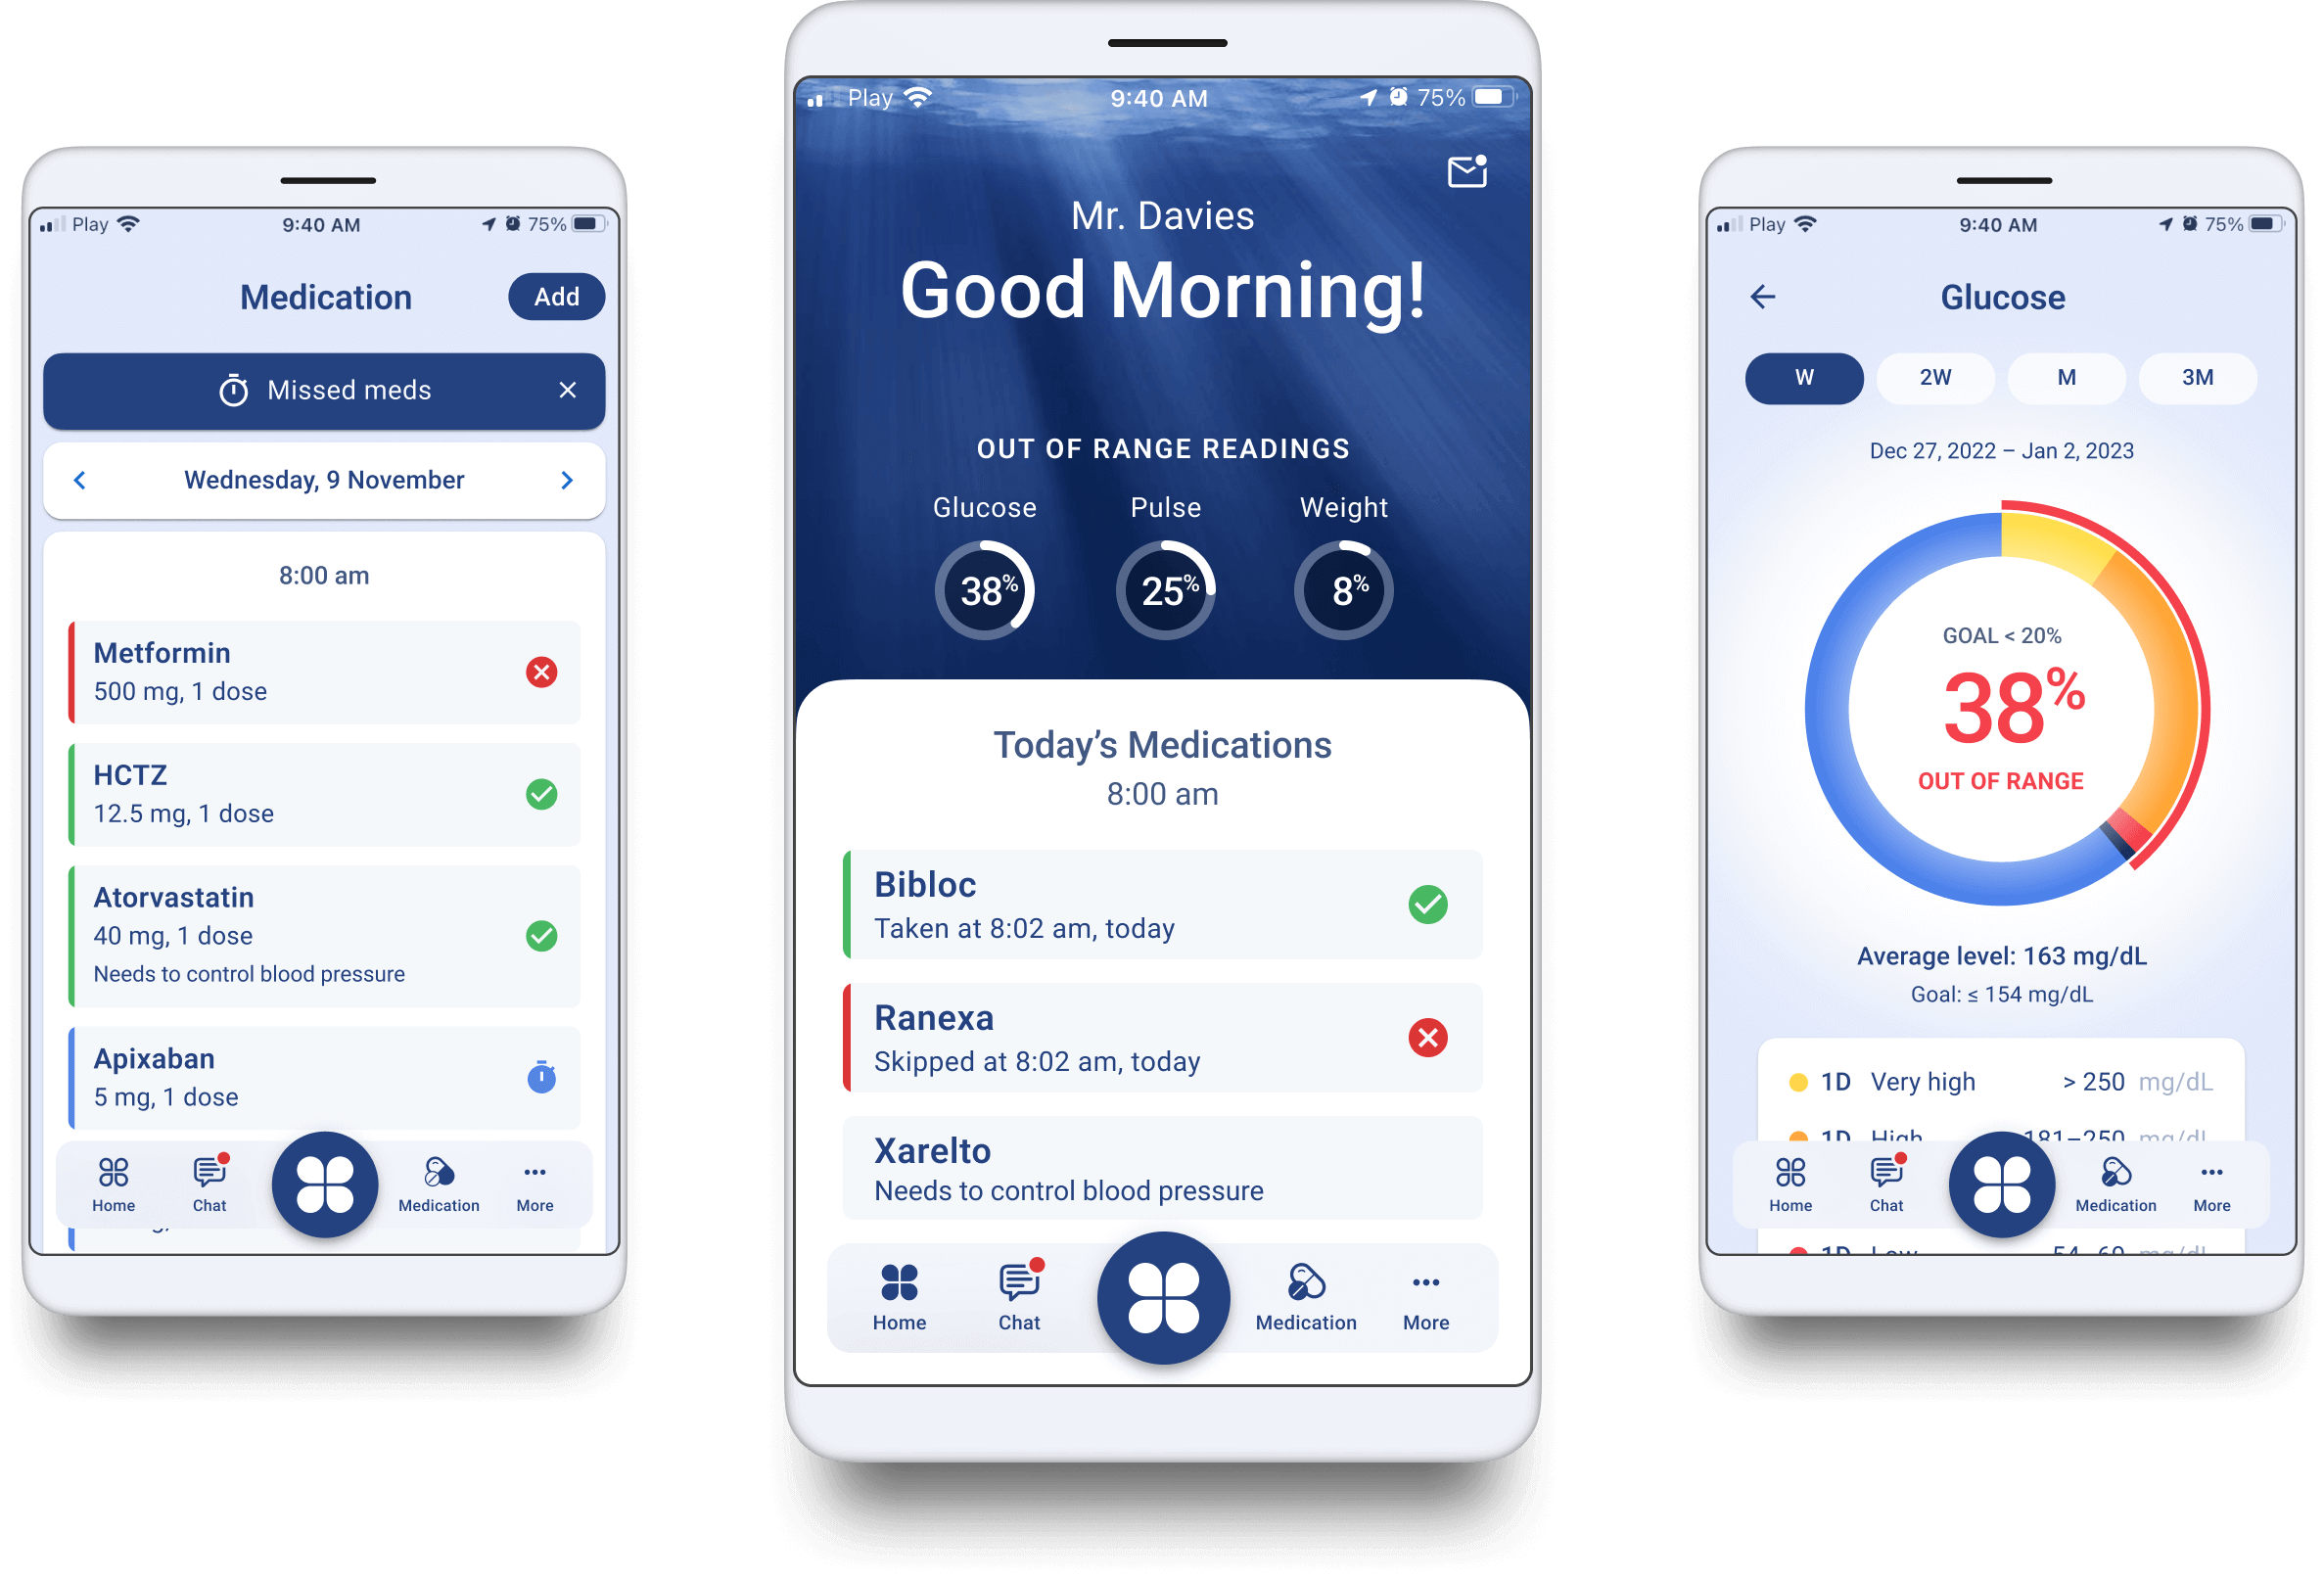 Play 9:40 AM 75%
Medication Add
Missed meds
Wednesday, 9 November
8:00 am
Metformin
500 mg, 1 dose
HCTZ
12.5 mg, 1 dose
Atorvastatin
40 mg, 1 dose
Needs to control blood pressure
Apixaban
5 mg, 1 dose
Home Chat Medication More
Play 9:40 AM 75%
Mr. Davies
Good Morning!
OUT OF RANGE READINGS
Glucose Pulse Weight
38% 25% 8%
Today’s Medications
8:00 am
Bibloc
Taken at 8:02 am, today
Ranexa
Skipped at 8:02 am, today
Xarelto
Needs to control blood pressure
Home Chat Medication More
Play 9:40 AM 75%
Glucose
W 2W M 3M
Dec 27, 2022 – Jan 2, 2023
GOAL < 20%
38%
OUT OF RANGE
Average level: 163 mg/dL
Goal: ≤ 154 mg/dL
1D Very high > 250 mg/dL
1D High 181–250 mg/dL
Home Chat Medication More
1D Low 54–69 mg/dL